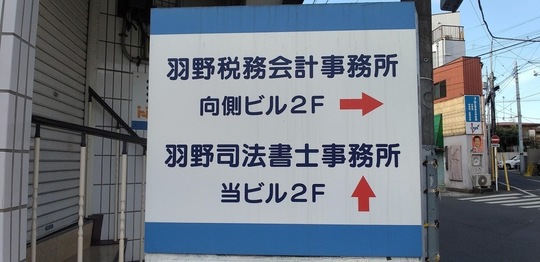 羽野税務会計事務所
向側ビル2F →
羽野司法書士事務所
当ビル2F ↑